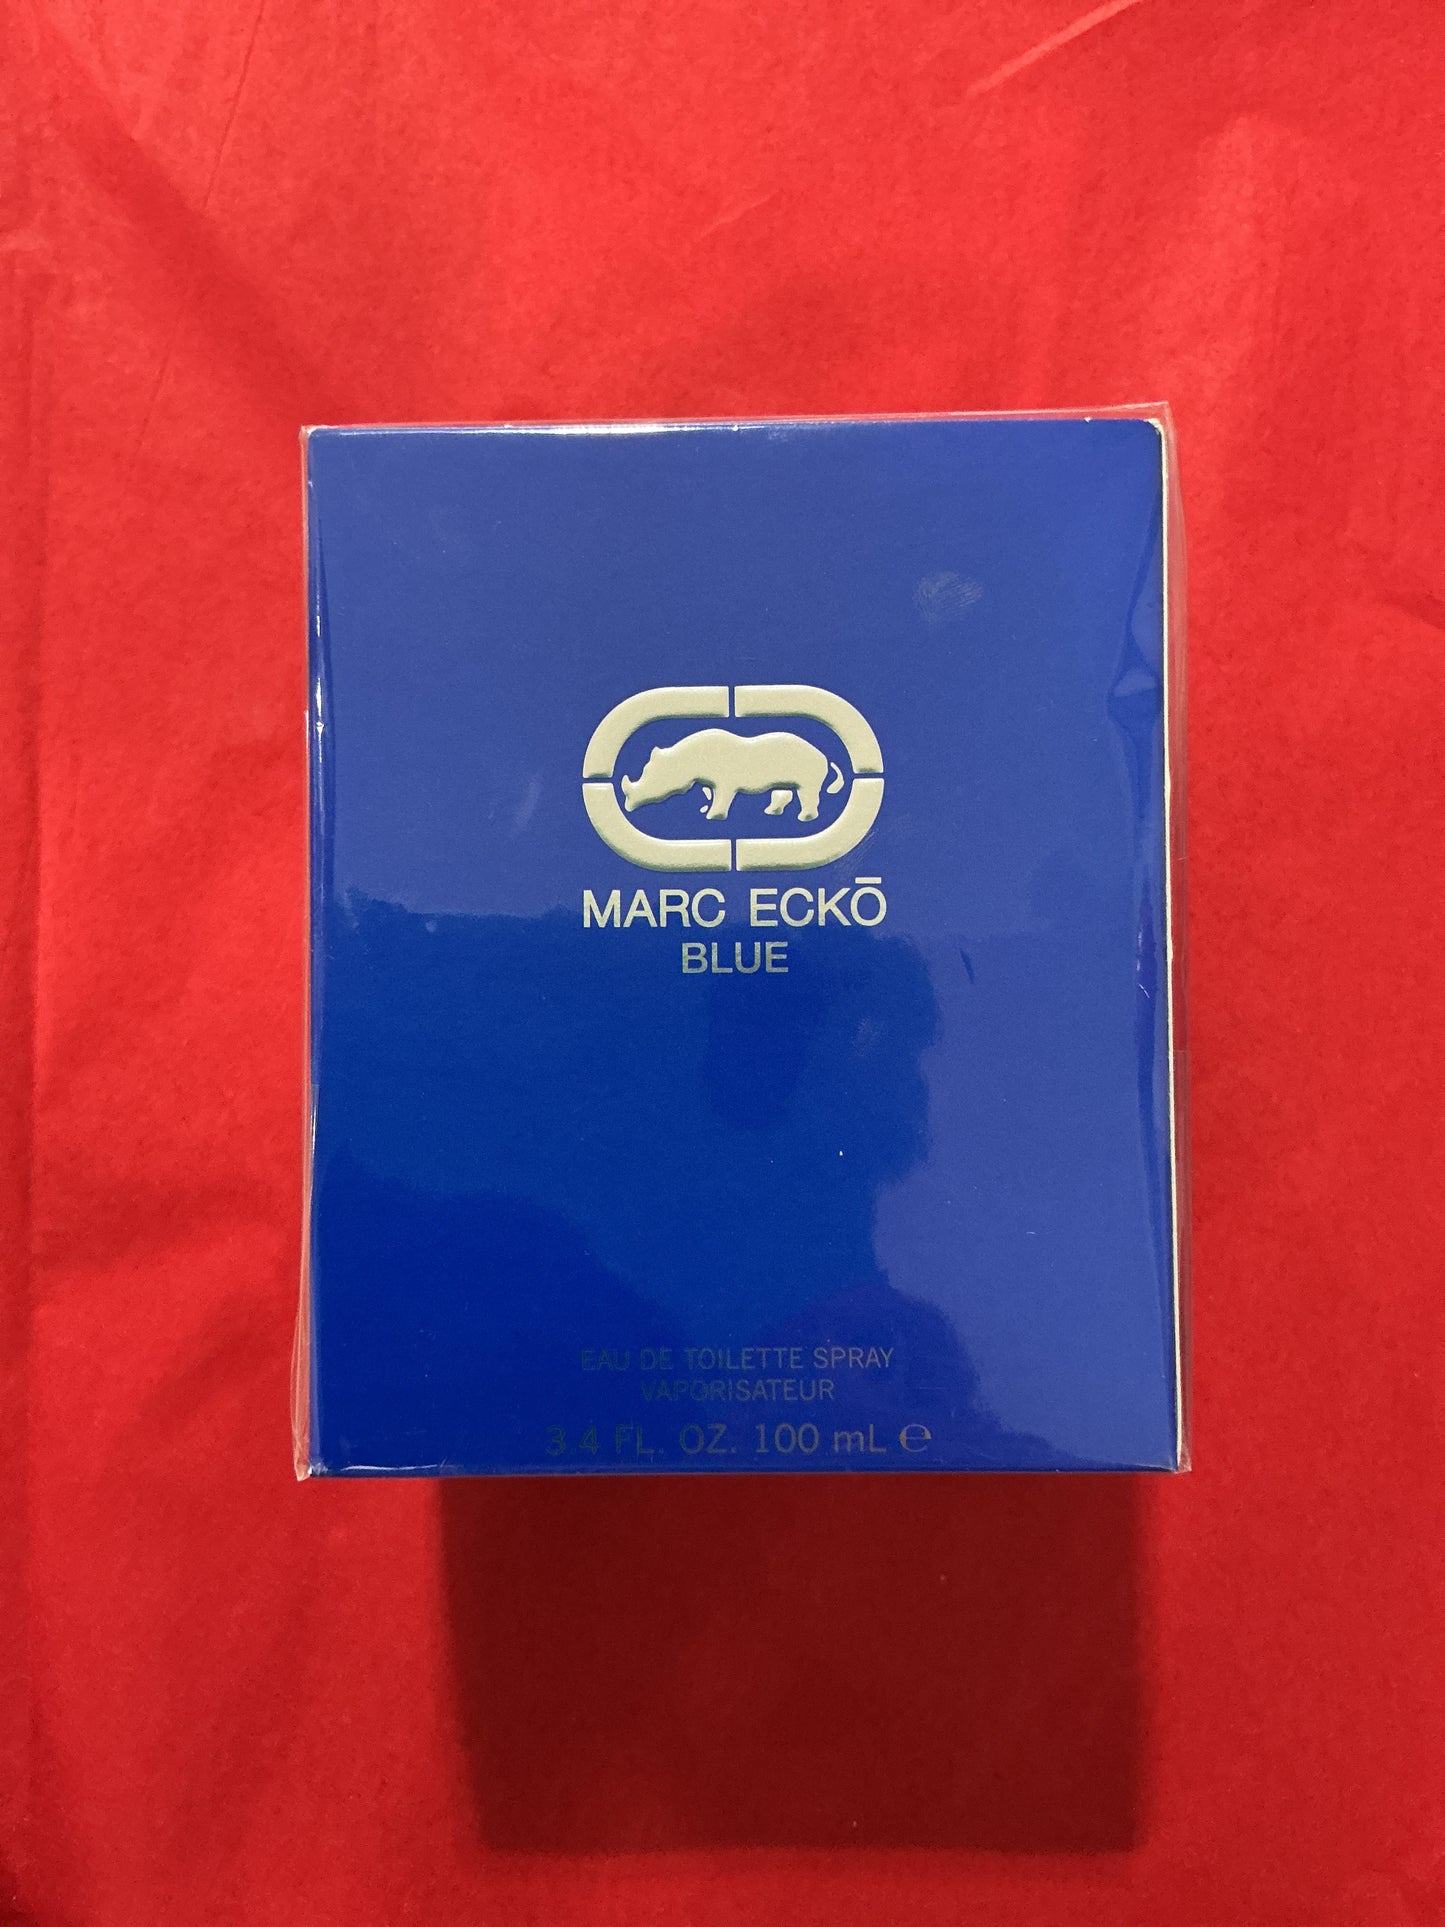 MARC ECKŌ
BLUE
EAU DE TOILETTE SPRAY
VAPORISATEUR
3.4 FL. OZ. 100 mL ℮